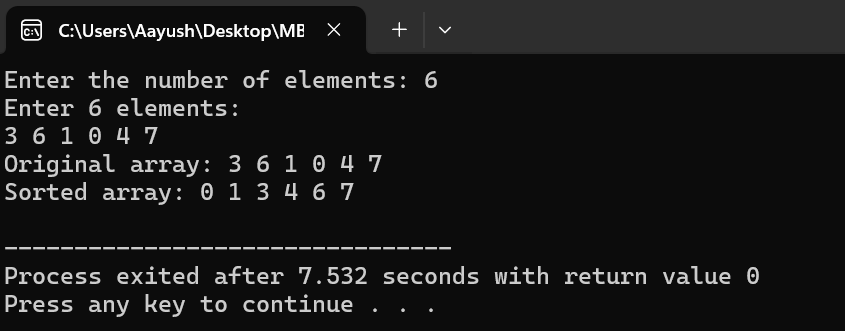 C:\Users\Aayush\Desktop\ME
Enter the number of elements: 6
Enter 6 elements:
3 6 1 0 4 7
Original array: 3 6 1 0 4 7
Sorted array: 0 1 3 4 6 7
--------------------------------
Process exited after 7.532 seconds with return value 0
Press any key to continue . . .